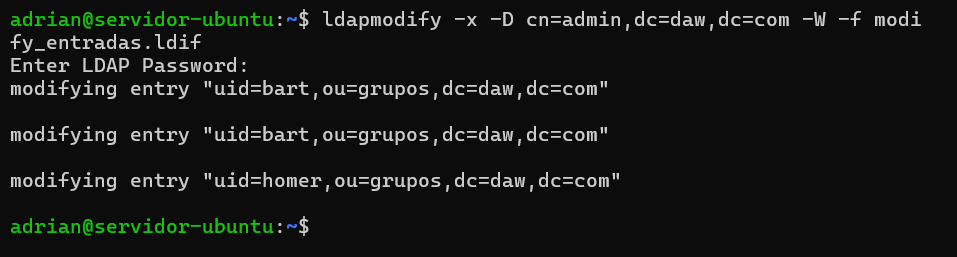 adrian@servidor-ubuntu:~$ ldapmodify -x -D cn=admin,dc=daw,dc=com -W -f modi
fy_entradas.ldif
Enter LDAP Password:
modifying entry "uid=bart,ou=grupos,dc=daw,dc=com"
modifying entry "uid=bart,ou=grupos,dc=daw,dc=com"
modifying entry "uid=homer,ou=grupos,dc=daw,dc=com"
adrian@servidor-ubuntu:~$